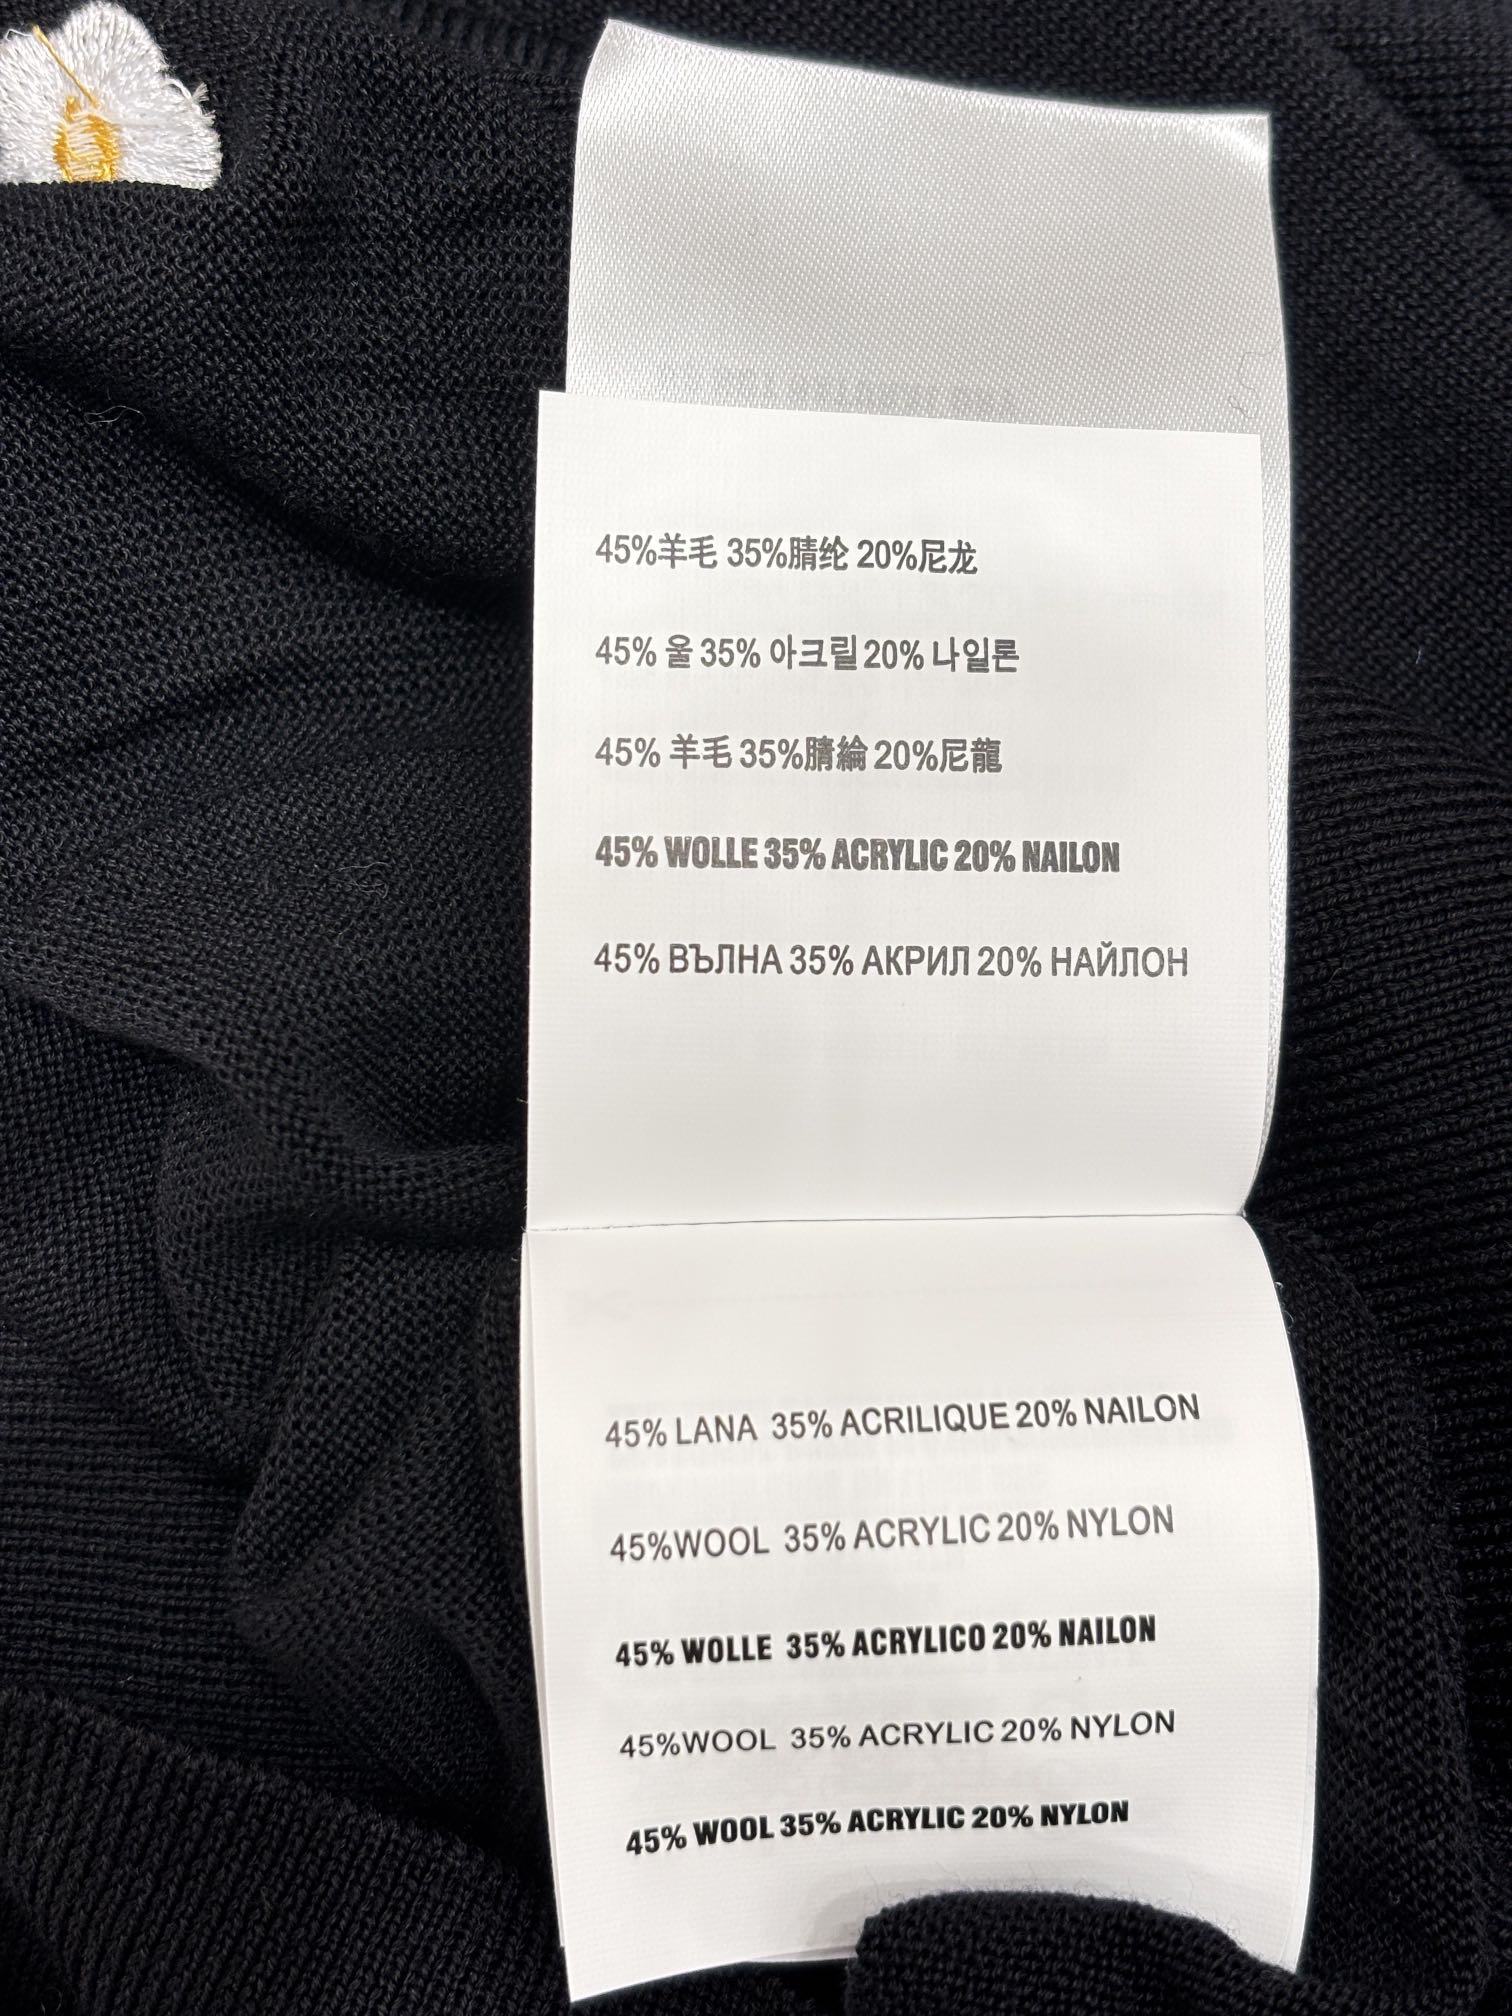 45%羊毛 35%腈纶 20%尼龙
45% 울 35% 아크릴 20% 나일론
45% 羊毛 35%腈綸 20%尼龍
45% WOLLE 35% ACRYLIC 20% NAILON
45% ВЪЛНА 35% АКРИЛ 20% НАЙЛОН
45% LANA 35% ACRILIQUE 20% NAILON
45%WOOL 35% ACRYLIC 20% NYLON
45% WOLLE 35% ACRYLICO 20% NAILON
45%WOOL 35% ACRYLIC 20% NYLON
45% WOOL 35% ACRYLIC 20% NYLON